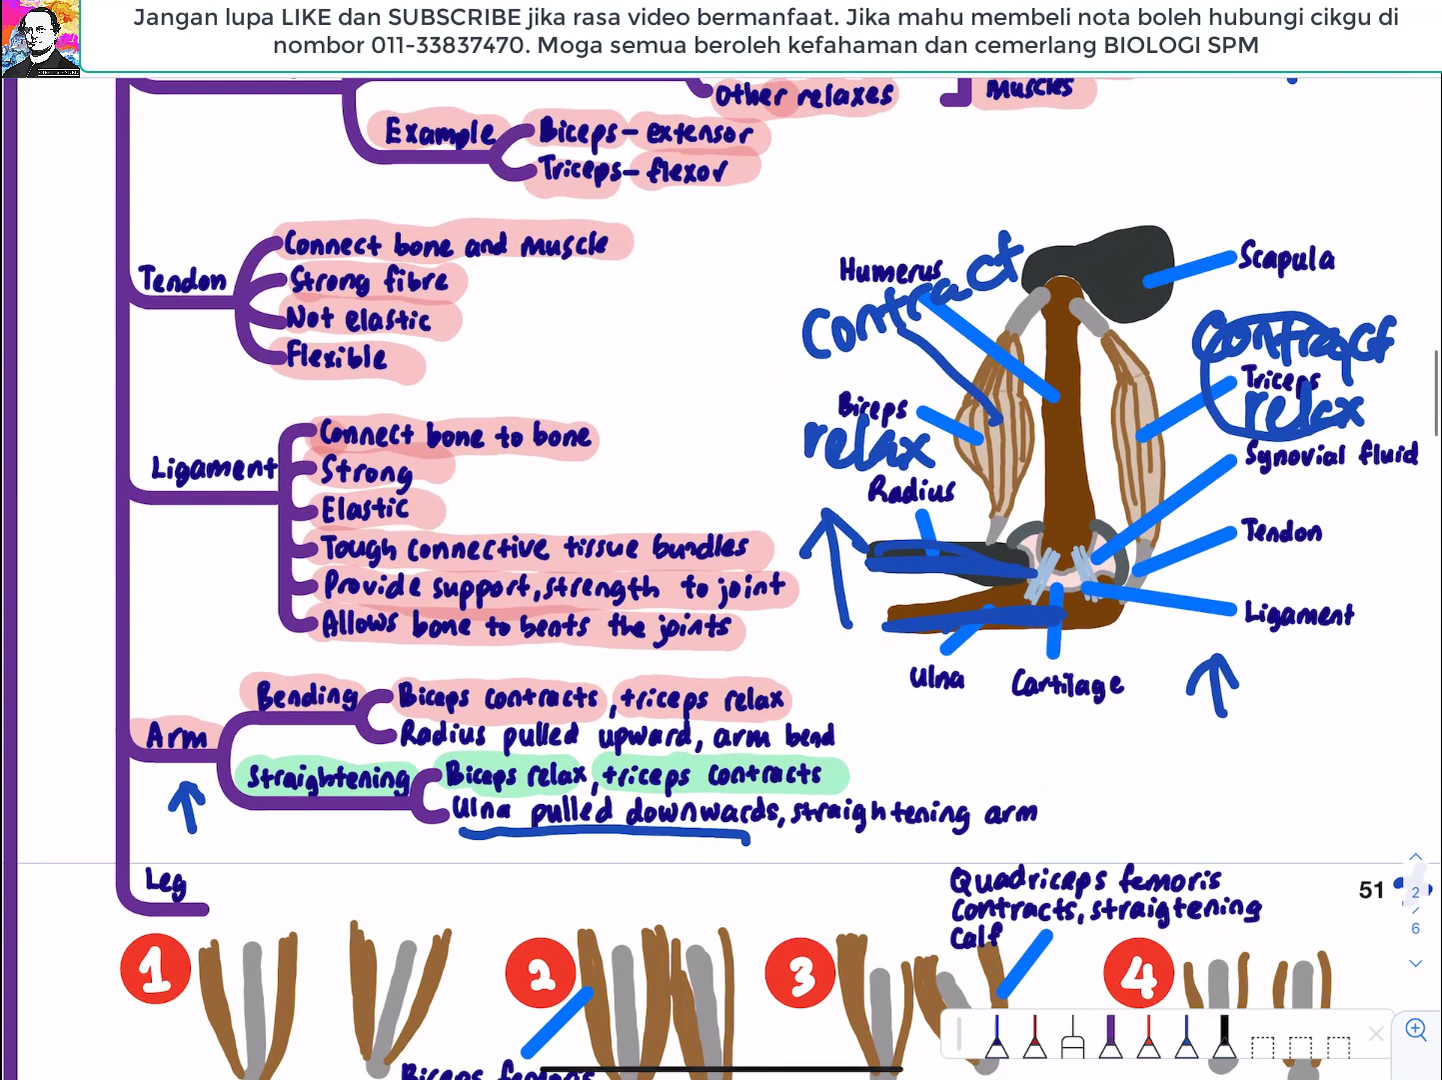 Jangan lupa LIKE dan SUBSCRIBE jika rasa video bermanfaat. Jika mahu membeli nota boleh hubungi cikgu di
nombor 011-33837470. Moga semua beroleh kefahaman dan cemerlang BIOLOGI SPM
Other relaxes
Muscles
Example
Biceps - extensor
Triceps - flexor
Tendon
Connect bone and muscle
Strong fibre
Not elastic
Flexible
Ligament
Connect bone to bone
Strong
Elastic
Tough connective tissue bundles
Provide support, strength to joint
Allows bone to bents the joints
Arm
Bending
Biceps contracts, triceps relax
Radius pulled upward, arm bend
Straightening
Biceps relax, triceps contracts
Ulna pulled downwards, straightening arm
Leg
Humerus
contract
Biceps
relax
Radius
Ulna
Cartilage
Scapula
contract
Triceps
relax
Synovial fluid
Tendon
Ligament
51
2
/
6
Quadriceps femoris
contracts, straigtening
calf
1
2
3
4
Biceps femoris